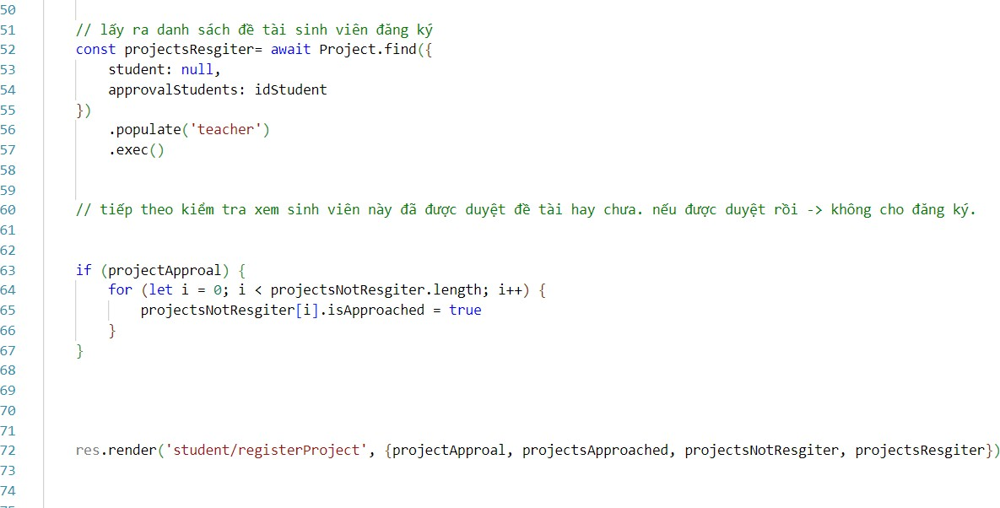 50
51 // lấy ra danh sách đề tài sinh viên đăng ký
52 const projectsResgiter= await Project.find({
53 student: null,
54 approvalStudents: idStudent
55 })
56 .populate('teacher')
57 .exec()
58
59
60 // tiếp theo kiểm tra xem sinh viên này đã được duyệt đề tài hay chưa. nếu được duyệt rồi -> không cho đăng ký.
61
62
63 if (projectApproal) {
64 for (let i = 0; i < projectsNotResgiter.length; i++) {
65 projectsNotResgiter[i].isApproached = true
66 }
67 }
68
69
70
71
72 res.render('student/registerProject', {projectApproal, projectsApproached, projectsNotResgiter, projectsResgiter})
73
74